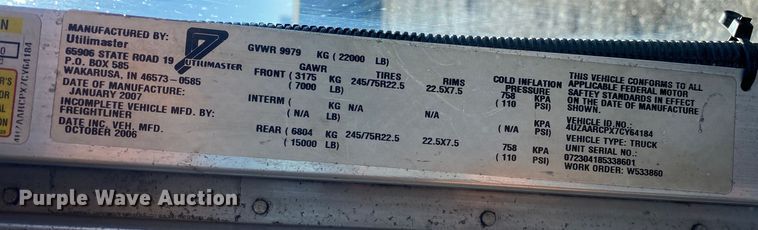 MANUFACTURED BY:
Utilimaster
65906 STATE ROAD 19
P.O. BOX 585
WAKARUSA, IN 46573-0585
DATE OF MANUFACTURE:
JANUARY 2007
INCOMPLETE VEHICLE MFD. BY:
FREIGHTLINER
DATE INC. VEH. MFD.
OCTOBER 2006
UTILIMASTER
GVWR 9979 KG ( 22000 LB)
GAWR TIRES RIMS COLD INFLATION PRESSURE
FRONT ( 3175 KG 245/75R22.5 22.5X7.5 758 KPA
( 7000 LB) ( 110 PSI)
INTERM ( KG N/A N/A KPA
( N/A LB) ( N/A PSI)
REAR ( 6804 KG 245/75R22.5 22.5X7.5 758 KPA
( 15000 LB) ( 110 PSI)
THIS VEHICLE CONFORMS TO ALL
APPLICABLE FEDERAL MOTOR
SAFTEY STANDARDS IN EFFECT
ON THE DATE OF MANUFACTURE
SHOWN.
VEHICLE ID NO.:
4UZAARCPX7CY64184
VEHICLE TYPE: TRUCK
UNIT SERIAL NO.:
072304185338601
WORK ORDER: W533860
4UZAARCPX7CY64184
Purple Wave Auction